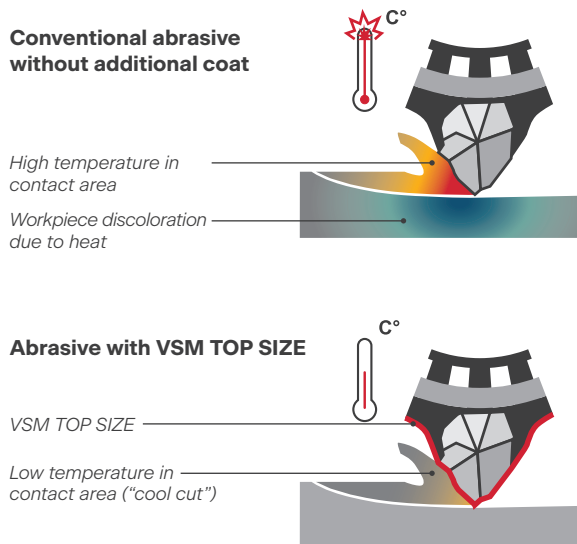 Conventional abrasive
without additional coat
C°
High temperature in
contact area
Workpiece discoloration
due to heat
C°
Abrasive with VSM TOP SIZE
VSM TOP SIZE
Low temperature in
contact area (“cool cut”)